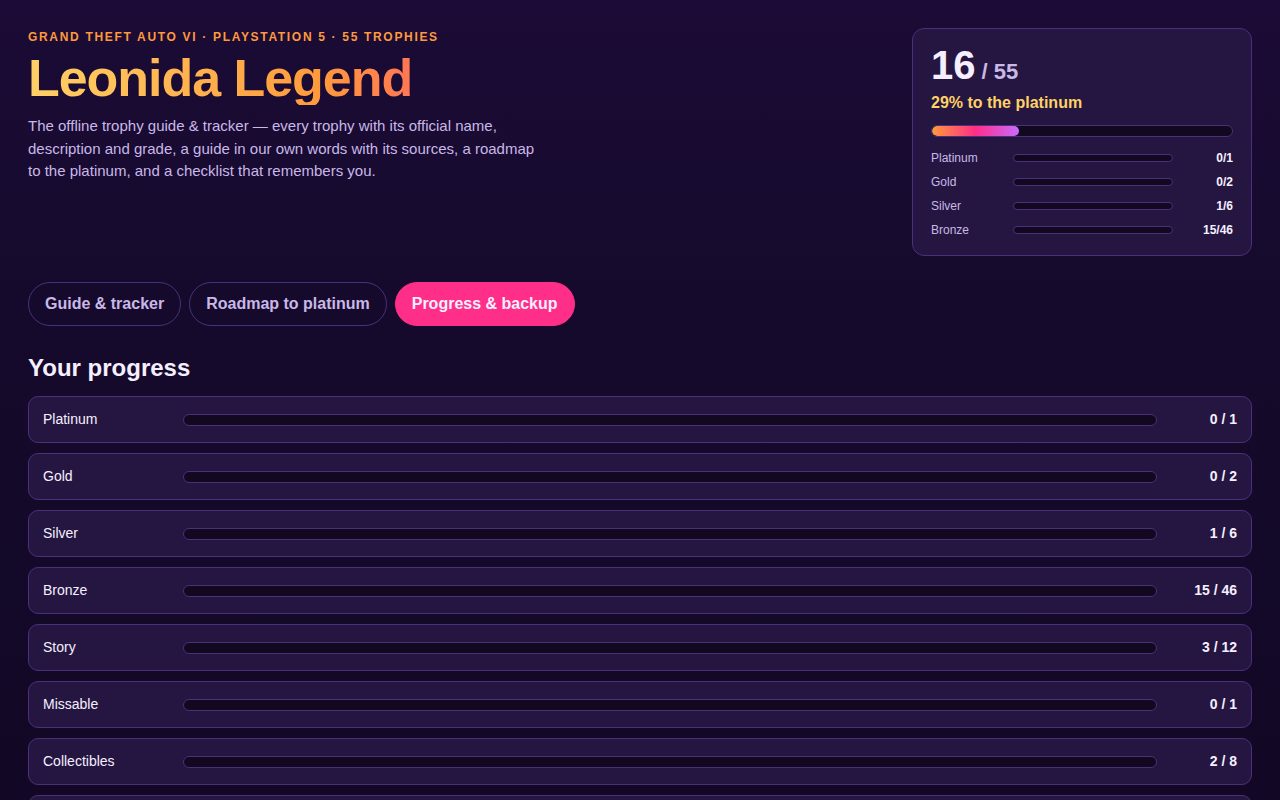 GRAND THEFT AUTO VI · PLAYSTATION 5 · 55 TROPHIES
Leonida Legend
The offline trophy guide & tracker — every trophy with its official name,
description and grade, a guide in our own words with its sources, a roadmap
to the platinum, and a checklist that remembers you.
16 / 55
29% to the platinum
Platinum 0/1
Gold 0/2
Silver 1/6
Bronze 15/46
Guide & tracker Roadmap to platinum Progress & backup
Your progress
Platinum 0 / 1
Gold 0 / 2
Silver 1 / 6
Bronze 15 / 46
Story 3 / 12
Missable 0 / 1
Collectibles 2 / 8